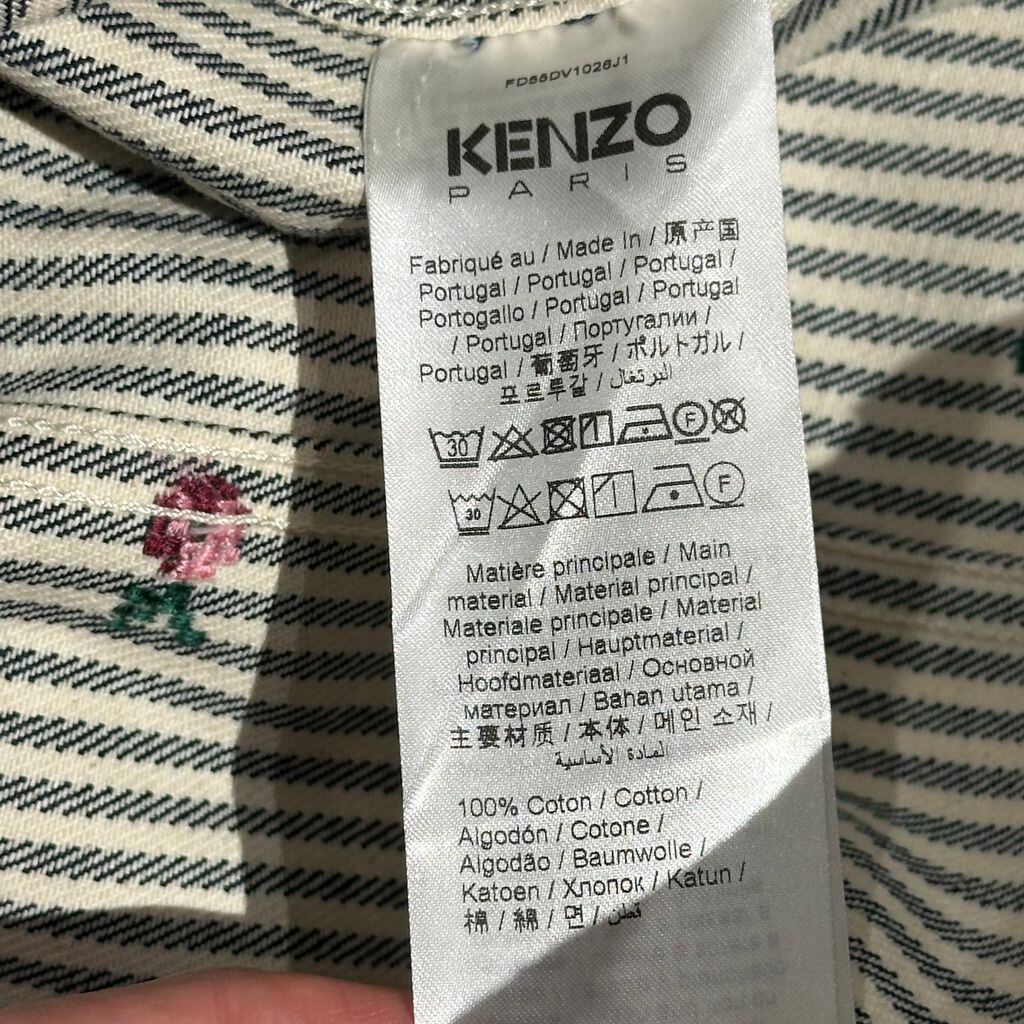 FD55DV1026J1
KENZO
PARIS
Fabriqué au / Made In / 原产国
Portugal / Portugal / Portugal /
Portogallo / Portugal / Portugal
/ Portugal / Португалии /
Portugal / 葡萄牙 / ポルトガル /
포르투갈 / البرتغال
30 F
30 F
Matière principale / Main
material / Material principal /
Materiale principale / Material
principal / Hauptmaterial /
Hoofdmateriaal / Основной
материал / Bahan utama /
主要材质 / 本体 / 메인 소재 /
المادة الأساسية
100% Coton / Cotton /
Algodón / Cotone /
Algodão / Baumwolle /
Katoen / Хлопок / Katun /
棉 / 綿 / 면 / قطن